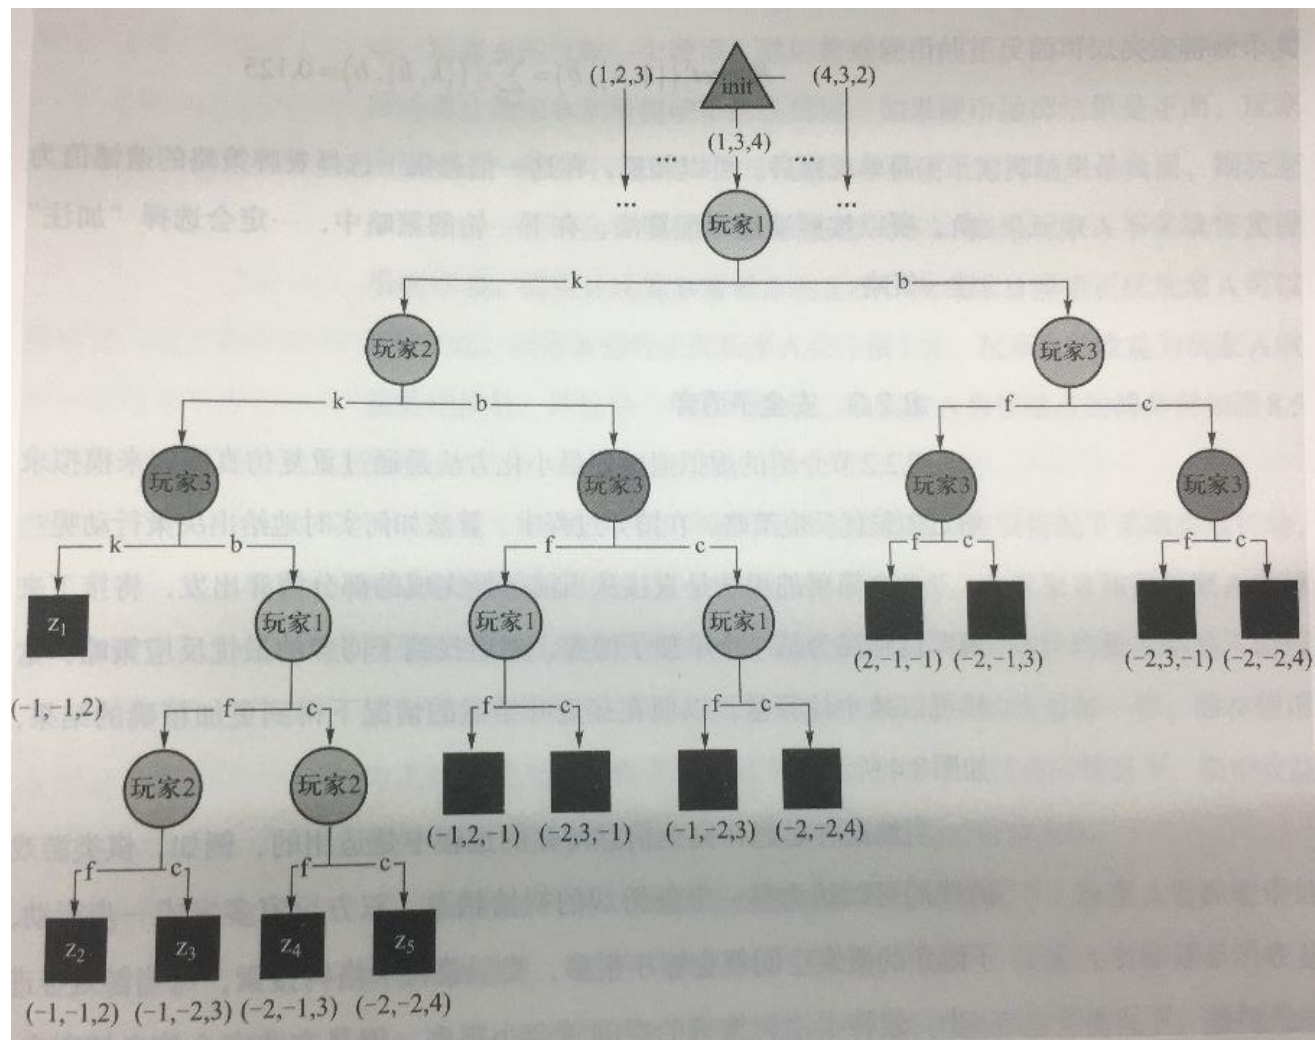 (1,2,3) init (4,3,2)
(1,3,4)
... ...
... 玩家1 ...
k b
玩家2 玩家3
k b f c
玩家3 玩家3 玩家3 玩家3
k b f c f c f c
z1 玩家1 玩家1 玩家1
(2,-1,-1) (-2,-1,3) (-2,3,-1) (-2,-2,4)
(-1,-1,2) f c f c f c
玩家2 玩家2
(-1,2,-1) (-2,3,-1) (-1,-2,3) (-2,-2,4)
f c f c
z2 z3 z4 z5
(-1,-1,2) (-1,-2,3) (-2,-1,3) (-2,-2,4)